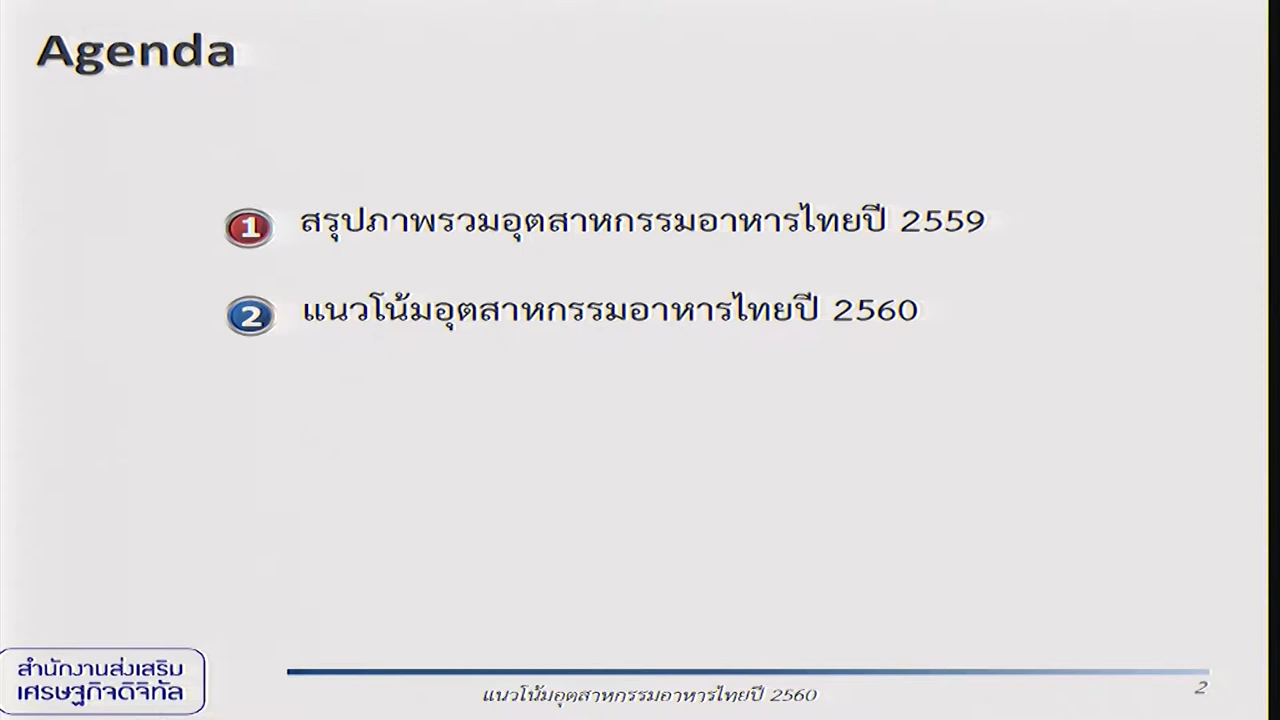 Agenda
1 สรุปภาพรวมอุตสาหกรรมอาหารไทยปี 2559
2 แนวโน้มอุตสาหกรรมอาหารไทยปี 2560
สำนักงานส่งเสริม
เศรษฐกิจดิจิทัล
แนวโน้มอุตสาหกรรมอาหารไทยปี 2560
2